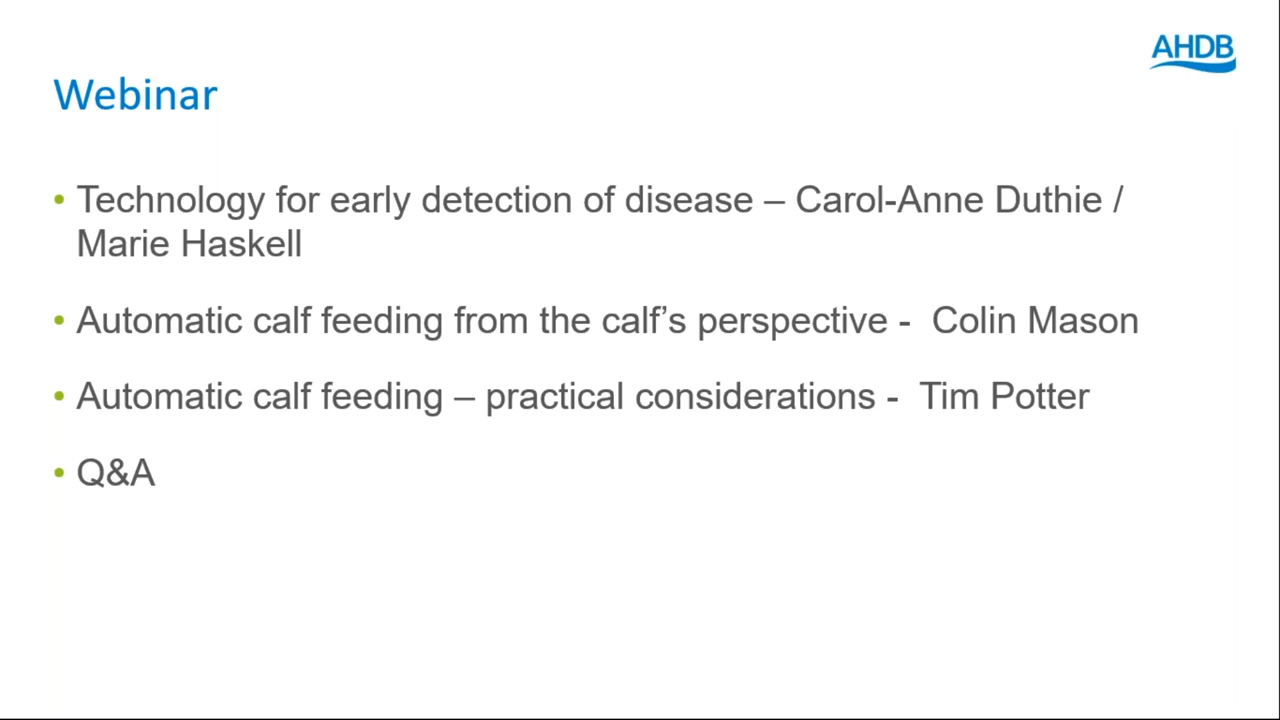 AHDB
Webinar
• Technology for early detection of disease – Carol-Anne Duthie /
Marie Haskell
• Automatic calf feeding from the calf’s perspective -  Colin Mason
• Automatic calf feeding – practical considerations -  Tim Potter
• Q&A